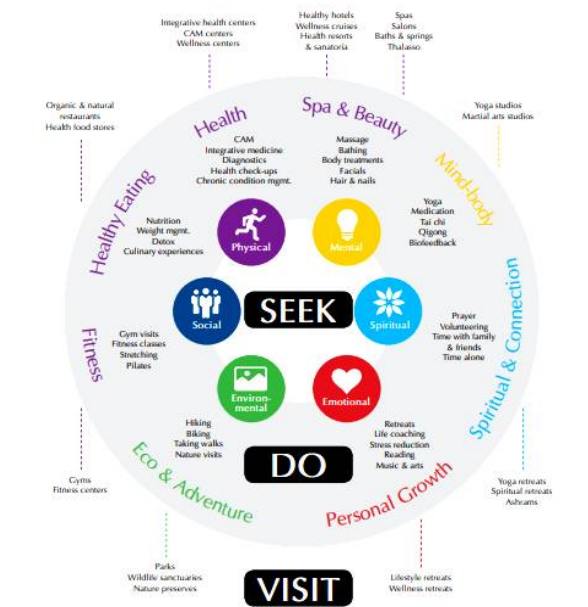 Integrative health centers
CAM centers
Wellness centers
Healthy hotels
Wellness cruises
Health resorts
& sanatoria
Spas
Salons
Baths & springs
Thalasso
Organic & natural
restaurants
Health food stores
Yoga studios
Martial arts studios
Health
Spa & Beauty
CAM
Integrative medicine
Diagnostics
Health check-ups
Chronic condition mgmt.
Massage
Bathing
Body treatments
Facials
Hair & nails
Healthy Eating
Mind-body
Nutrition
Weight mgmt.
Detox
Culinary experiences
Physical
Mental
Yoga
Medication
Tai chi
Qigong
Biofeedback
Social
SEEK
Spiritual
Fitness
Gym visits
Fitness classes
Stretching
Pilates
Prayer
Volunteering
Time with family
& friends
Time alone
Spiritual & Connection
Environ-
mental
Emotional
Hiking
Biking
Taking walks
Nature visits
DO
Retreats
Life coaching
Stress reduction
Reading
Music & arts
Eco & Adventure
Personal Growth
Gyms
Fitness centers
Yoga retreats
Spiritual retreats
Ashrams
Parks
Wildlife sanctuaries
Nature preserves
VISIT
Lifestyle retreats
Wellness retreats